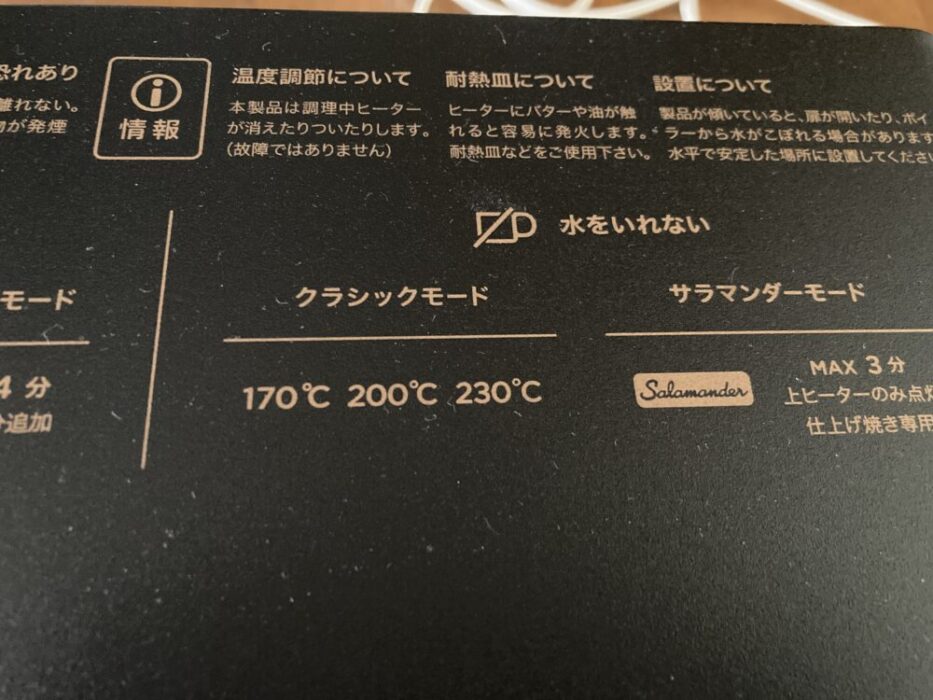 恐れあり
離れない。
物が発煙
情報
温度調節について
本製品は調理中ヒーター
が消えたりついたりします。
(故障ではありません)
耐熱皿について
ヒーターにバターや油が触
れると容易に発火します。
耐熱皿などをご使用下さい。
設置について
製品が傾いていると、扉が開いたり、ボイ
ラーから水がこぼれる場合があります
水平で安定した場所に設置してくださ
水をいれない
モード
4 分
追加
クラシックモード
170℃ 200℃ 230℃
サラマンダーモード
Salamander
MAX 3 分
上ヒーターのみ点
仕上げ焼き専用